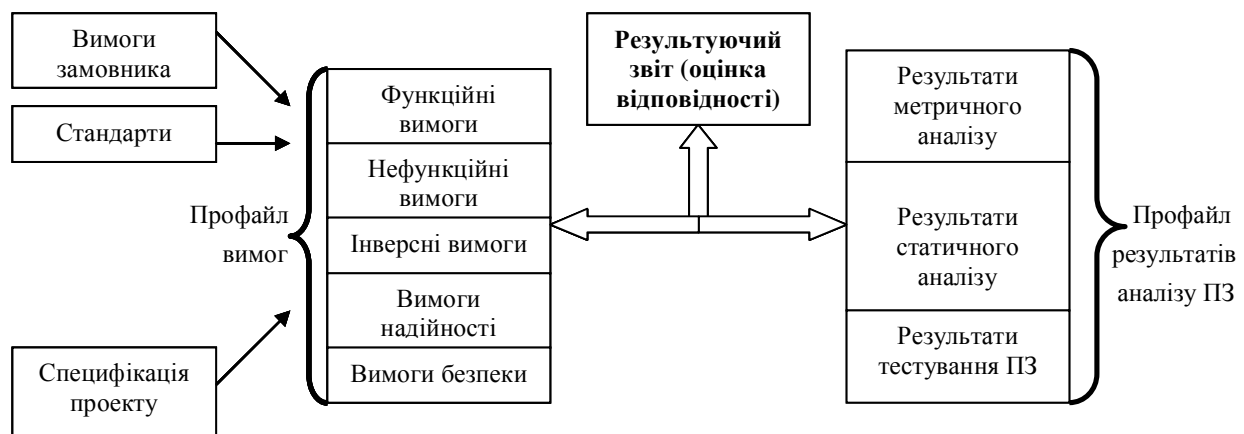 Вимоги
замовника
Стандарти
Специфікація
проекту
Профайл
вимог
Функційні
вимоги
Нефункційні
вимоги
Інверсні вимоги
Вимоги
надійності
Вимоги безпеки
Результуючий
звіт (оцінка
відповідності)
Результати
метричного
аналізу
Результати
статичного
аналізу
Результати
тестування ПЗ
Профайл
результатів
аналізу ПЗ